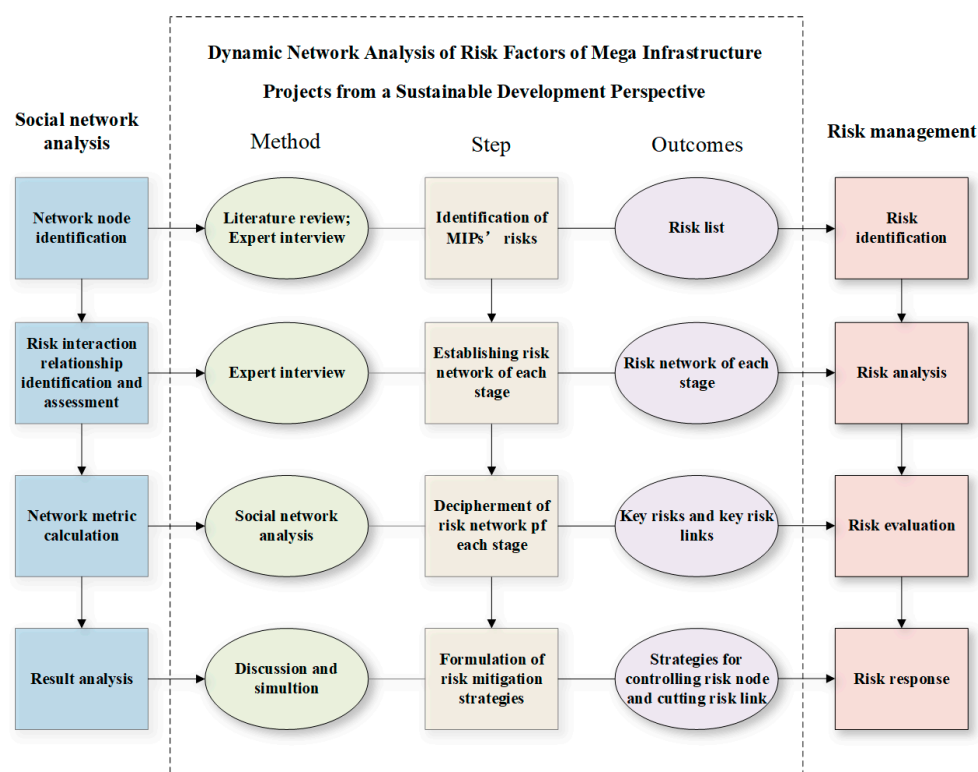 Dynamic Network Analysis of Risk Factors of Mega Infrastructure
Projects from a Sustainable Development Perspective
Social network
analysis
Method
Step
Outcomes
Risk management
Network node
identification
Literature review;
Expert interview
Identification of
MIPs’ risks
Risk list
Risk
identification
Risk interaction
relationship
identification and
assessment
Expert interview
Establishing risk
network of each
stage
Risk network of each
stage
Risk analysis
Network metric
calculation
Social network
analysis
Decipherment of
risk network pf
each stage
Key risks and key risk
links
Risk evaluation
Result analysis
Discussion and
simultion
Formulation of
risk mitigation
strategies
Strategies for
controlling risk node
and cutting risk link
Risk response